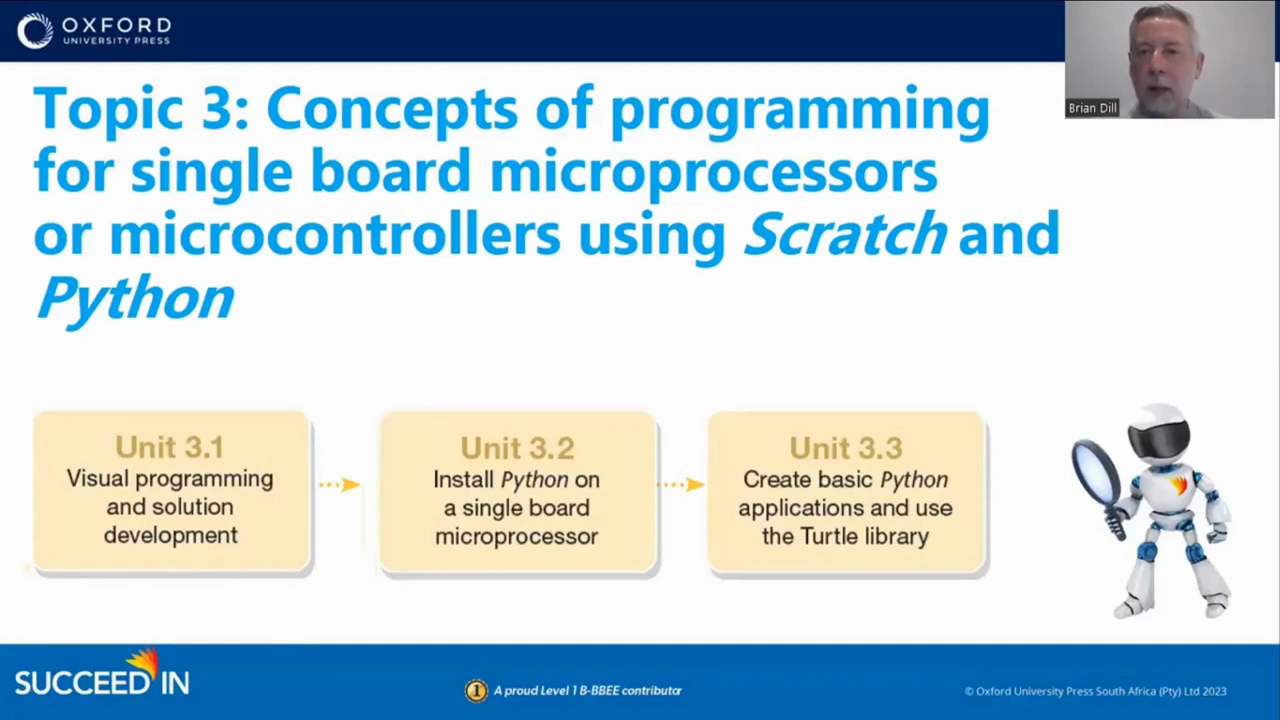 OXFORD
UNIVERSITY PRESS
Brian Dill
Topic 3: Concepts of programming
for single board microprocessors
or microcontrollers using Scratch and
Python
Unit 3.1
Visual programming
and solution
development
Unit 3.2
Install Python on
a single board
microprocessor
Unit 3.3
Create basic Python
applications and use
the Turtle library
SUCCEED IN
1
A proud Level 1 B-BBEE contributor
© Oxford University Press South Africa (Pty) Ltd 2023